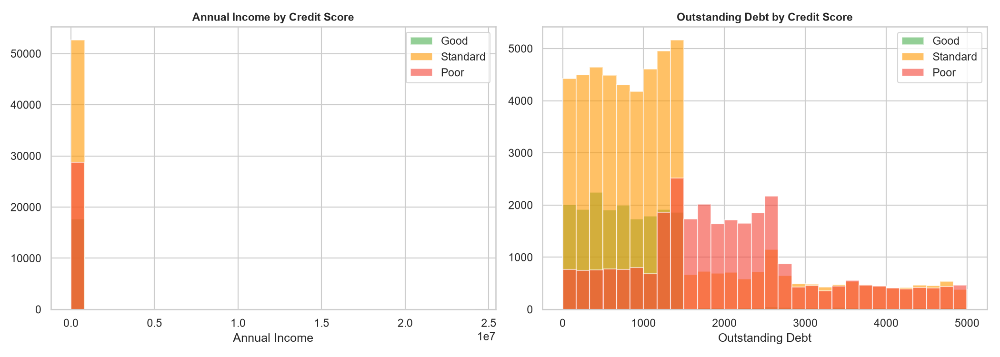 Annual Income by Credit Score
Good
Standard
Poor
50000
40000
30000
20000
10000
0
0.0 0.5 1.0 1.5 2.0 2.5
1e7
Annual Income
Outstanding Debt by Credit Score
Good
Standard
Poor
5000
4000
3000
2000
1000
0
0 1000 2000 3000 4000 5000
Outstanding Debt